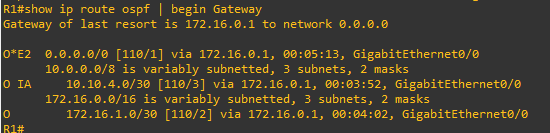 R1#show ip route ospf | begin Gateway
Gateway of last resort is 172.16.0.1 to network 0.0.0.0
O*E2 0.0.0.0/0 [110/1] via 172.16.0.1, 00:05:13, GigabitEthernet0/0
10.0.0.0/8 is variably subnetted, 3 subnets, 2 masks
O IA 10.10.4.0/30 [110/3] via 172.16.0.1, 00:03:52, GigabitEthernet0/0
172.16.0.0/16 is variably subnetted, 3 subnets, 2 masks
O 172.16.1.0/30 [110/2] via 172.16.0.1, 00:04:02, GigabitEthernet0/0
R1#